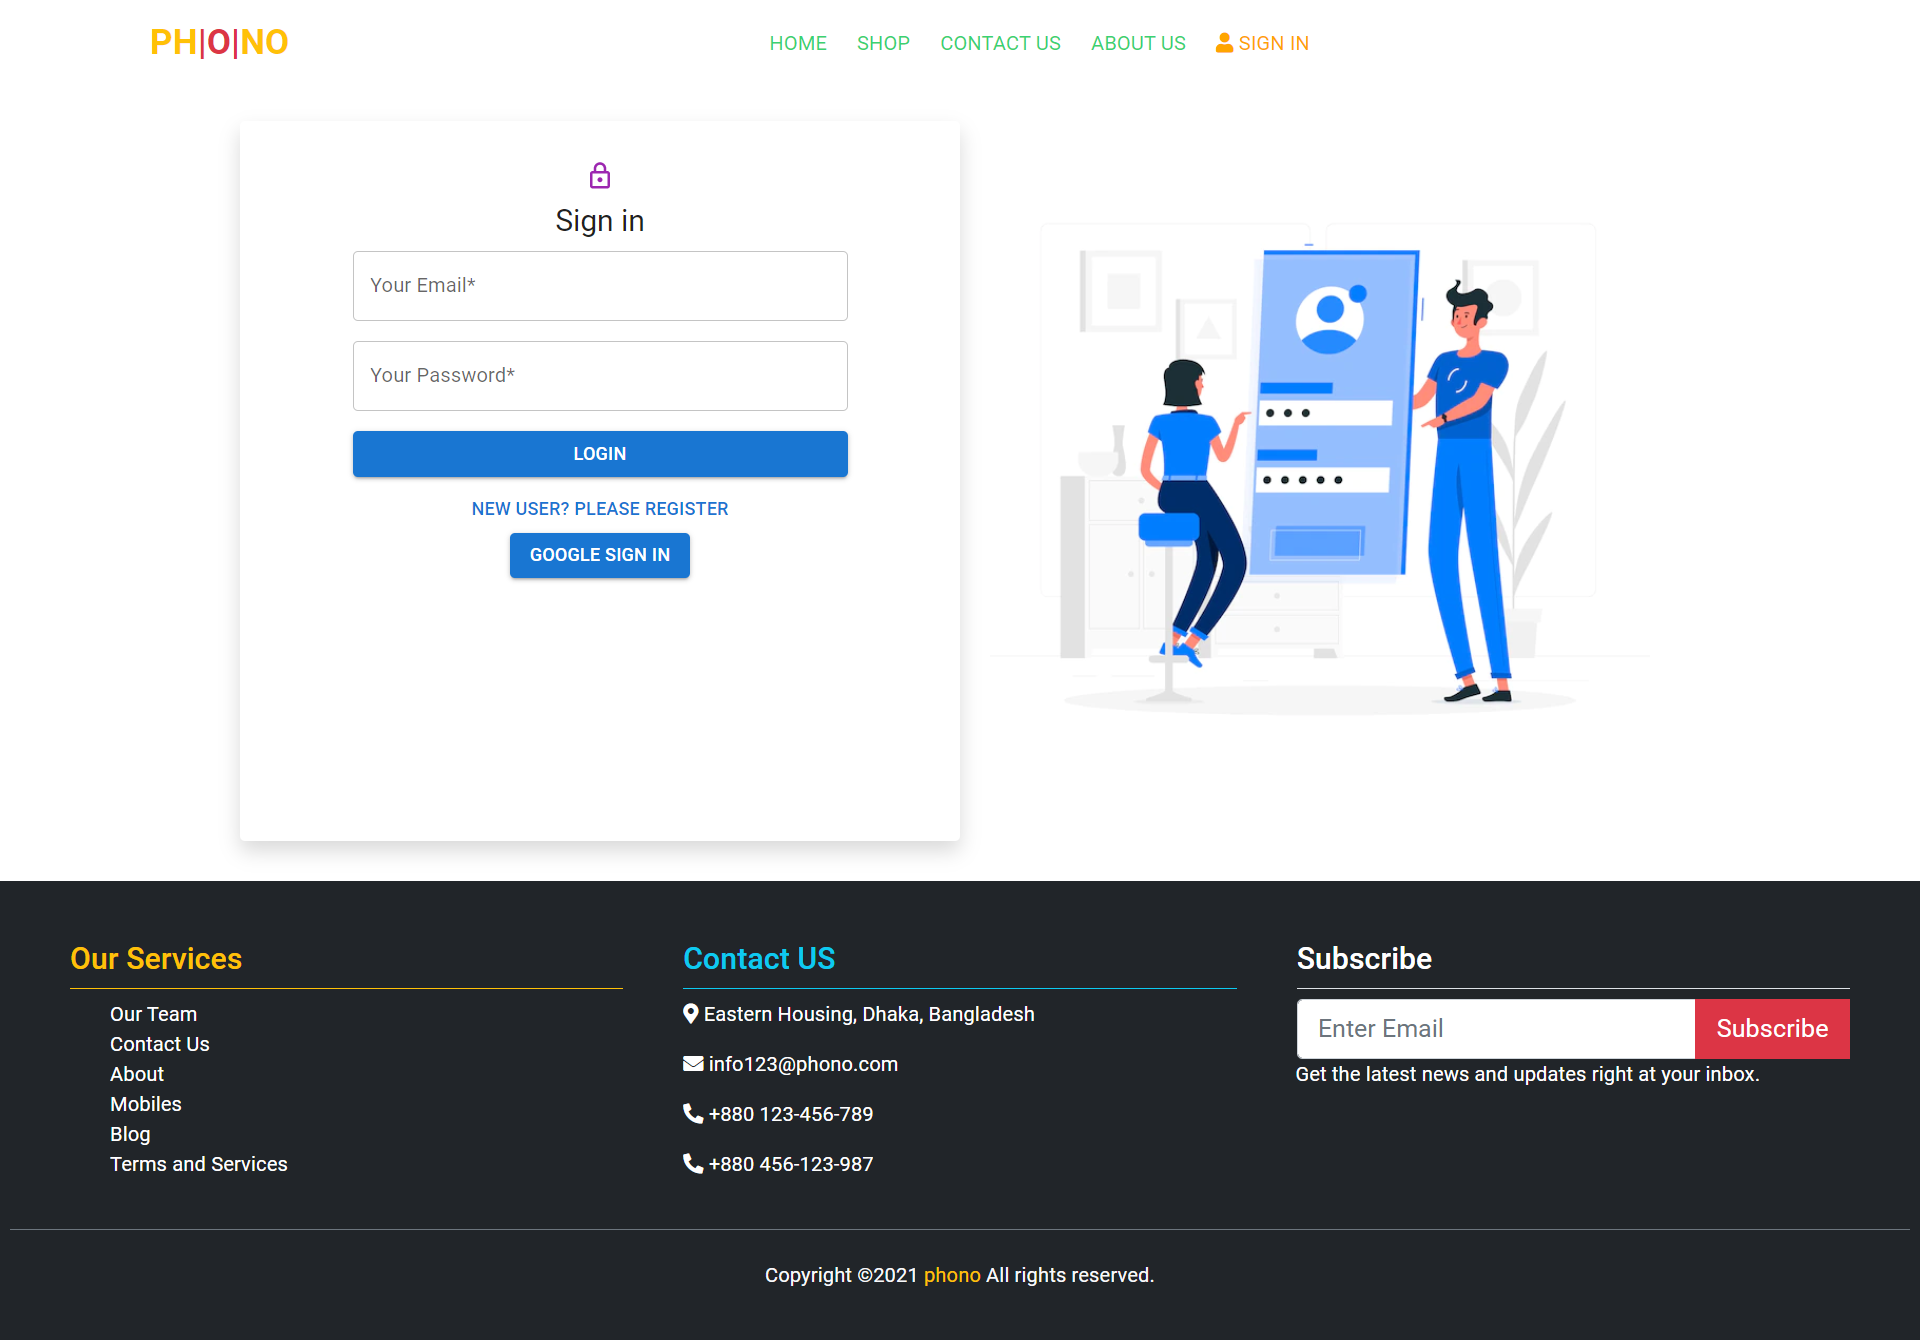 PH|O|NO
HOME SHOP CONTACT US ABOUT US SIGN IN
Sign in
Your Email*
Your Password*
LOGIN
NEW USER? PLEASE REGISTER
GOOGLE SIGN IN
Our Services
Our Team
Contact Us
About
Mobiles
Blog
Terms and Services
Contact US
Eastern Housing, Dhaka, Bangladesh
info123@phono.com
+880 123-456-789
+880 456-123-987
Subscribe
Enter Email Subscribe
Get the latest news and updates right at your inbox.
Copyright ©2021 phono All rights reserved.